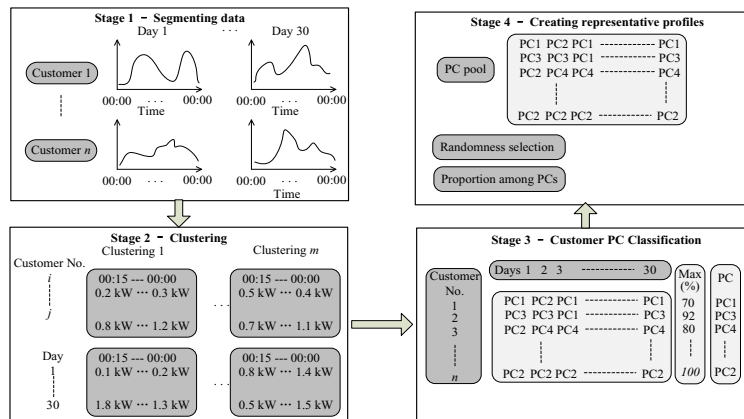 Stage 1 - Segmenting data
Day 1 . . . Day 30
Customer 1
00:00 . . . 00:00 00:00 . . . 00:00
Time
Customer n
00:00 . . . 00:00 00:00 . . . 00:00
Time
Stage 2 - Clustering
Customer No. Clustering 1 Clustering m
i
j
00:15 --- 00:00
0.2 kW ··· 0.3 kW
0.8 kW ··· 1.2 kW
. . .
00:15 --- 00:00
0.5 kW ··· 0.4 kW
0.7 kW ··· 1.1 kW
Day
1
30
00:15 --- 00:00
0.1 kW ··· 0.2 kW
1.8 kW ··· 1.3 kW
. . .
00:15 --- 00:00
0.8 kW ··· 1.4 kW
0.5 kW ··· 1.5 kW
Stage 3 - Customer PC Classification
Days 1 2 3 ---------- 30
Customer
No.
1
2
3
n
PC1 PC2 PC1 ---------- PC1
PC3 PC3 PC1 ---------- PC3
PC2 PC4 PC4 ---------- PC4
PC2 PC2 PC2 ---------- PC2
Max
(%)
70
92
80
100
PC
PC1
PC3
PC4
PC2
Stage 4 - Creating representative profiles
PC pool
PC1 PC2 PC1 ---------- PC1
PC3 PC3 PC1 ---------- PC3
PC2 PC4 PC4 ---------- PC4
PC2 PC2 PC2 ---------- PC2
Randomness selection
Proportion among PCs